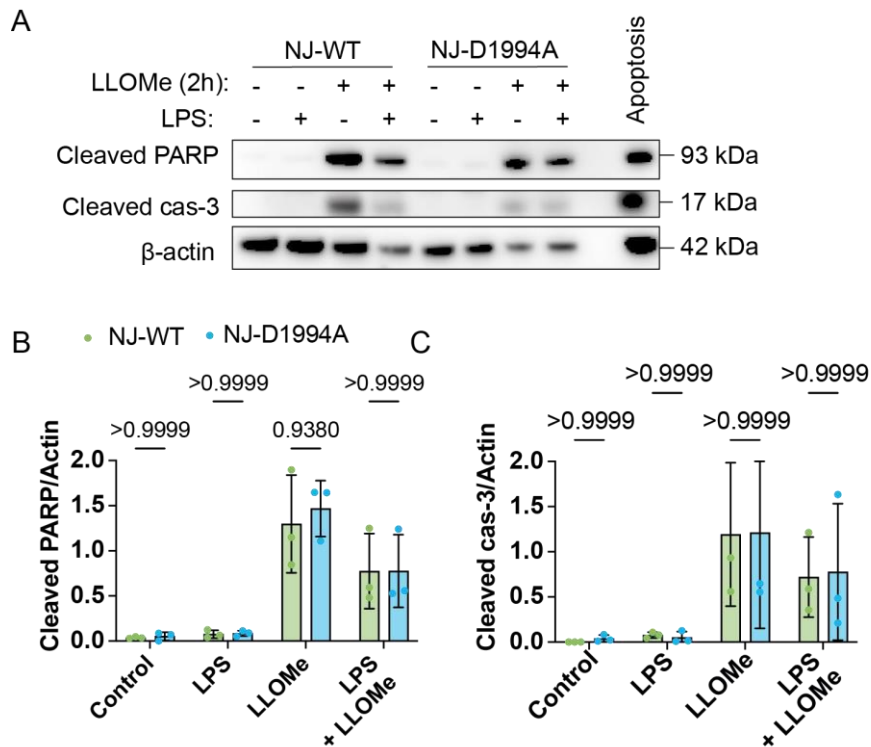 A
NJ-WT NJ-D1994A
LLOMe (2h): - - + + - - + + Apoptosis
LPS: - + - + - + - +
Cleaved PARP 93 kDa
Cleaved cas-3 17 kDa
β-actin 42 kDa
B NJ-WT NJ-D1994A
>0.9999 >0.9999
>0.9999 0.9380
Cleaved PARP/Actin
2.0
1.5
1.0
0.5
0.0
Control LPS LLOMe LPS + LLOMe
C
>0.9999 >0.9999
>0.9999 >0.9999
Cleaved cas-3/Actin
2.0
1.5
1.0
0.5
0.0
Control LPS LLOMe LPS + LLOMe